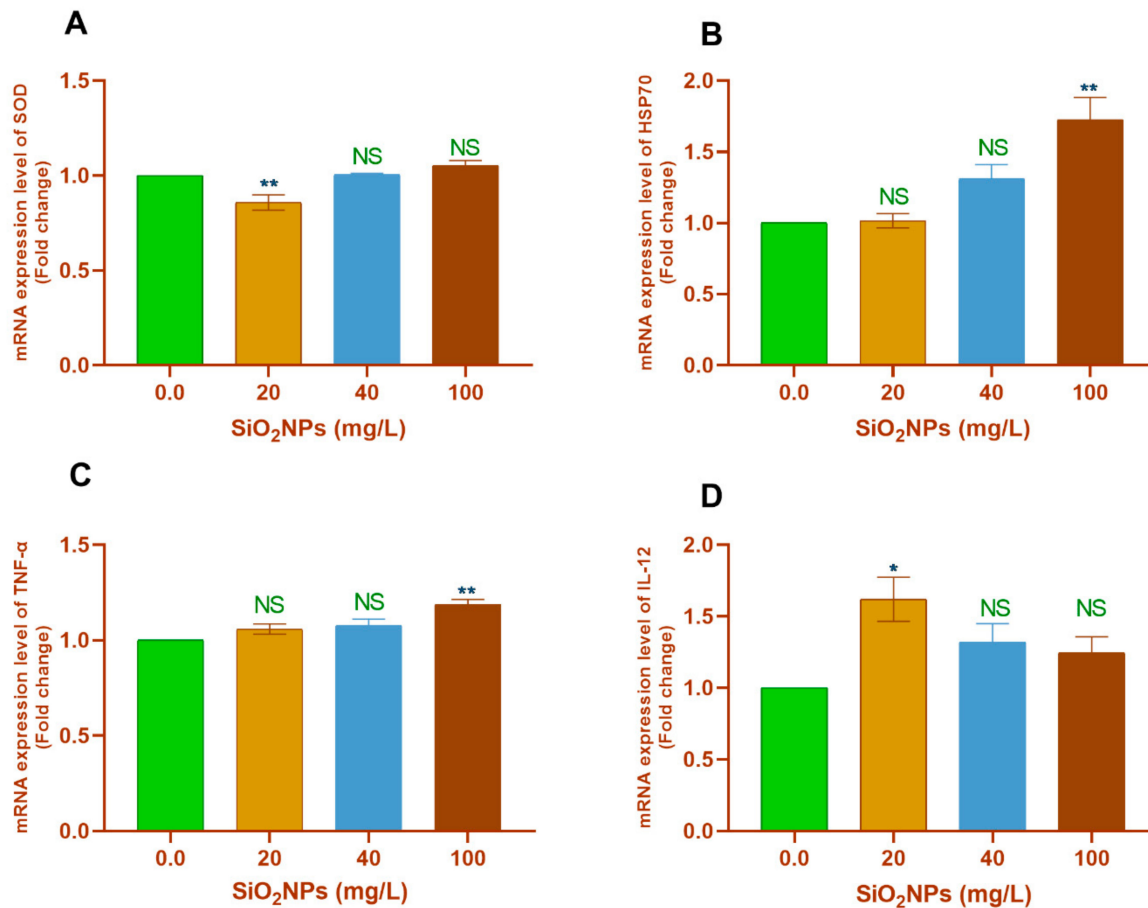 A
mRNA expression level of SOD
(Fold change)
1.5
1.0
0.5
0.0
**
NS
NS
0.0 20 40 100
SiO₂NPs (mg/L)
B
mRNA expression level of HSP70
(Fold change)
2.0
1.5
1.0
0.5
0.0
NS
NS
**
0.0 20 40 100
SiO₂NPs (mg/L)
C
mRNA expression level of TNF-α
(Fold change)
1.5
1.0
0.5
0.0
NS
NS
**
0.0 20 40 100
SiO₂NPs (mg/L)
D
mRNA expression level of IL-12
(Fold change)
2.0
1.5
1.0
0.5
0.0
*
NS
NS
0.0 20 40 100
SiO₂NPs (mg/L)